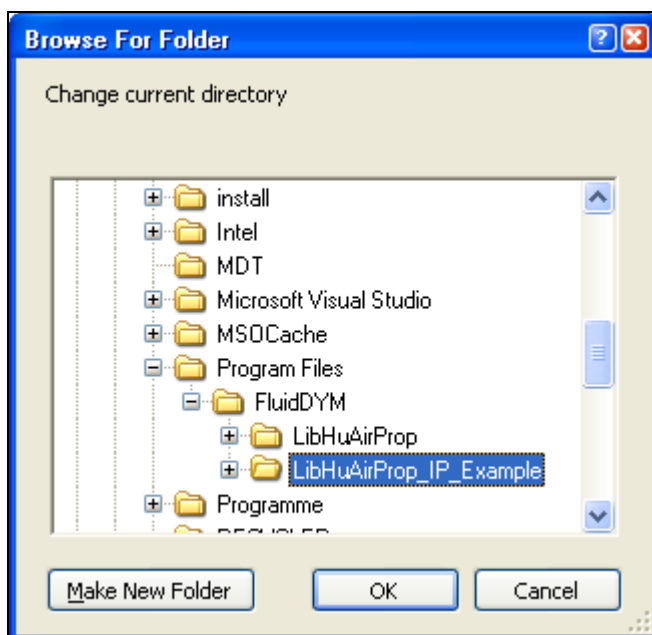 Browse For Folder
Change current directory
install
Intel
MDT
Microsoft Visual Studio
MSOCache
Program Files
FluidDYM
LibHuAirProp
LibHuAirProp_IP_Example
Programme
Make New Folder
OK
Cancel